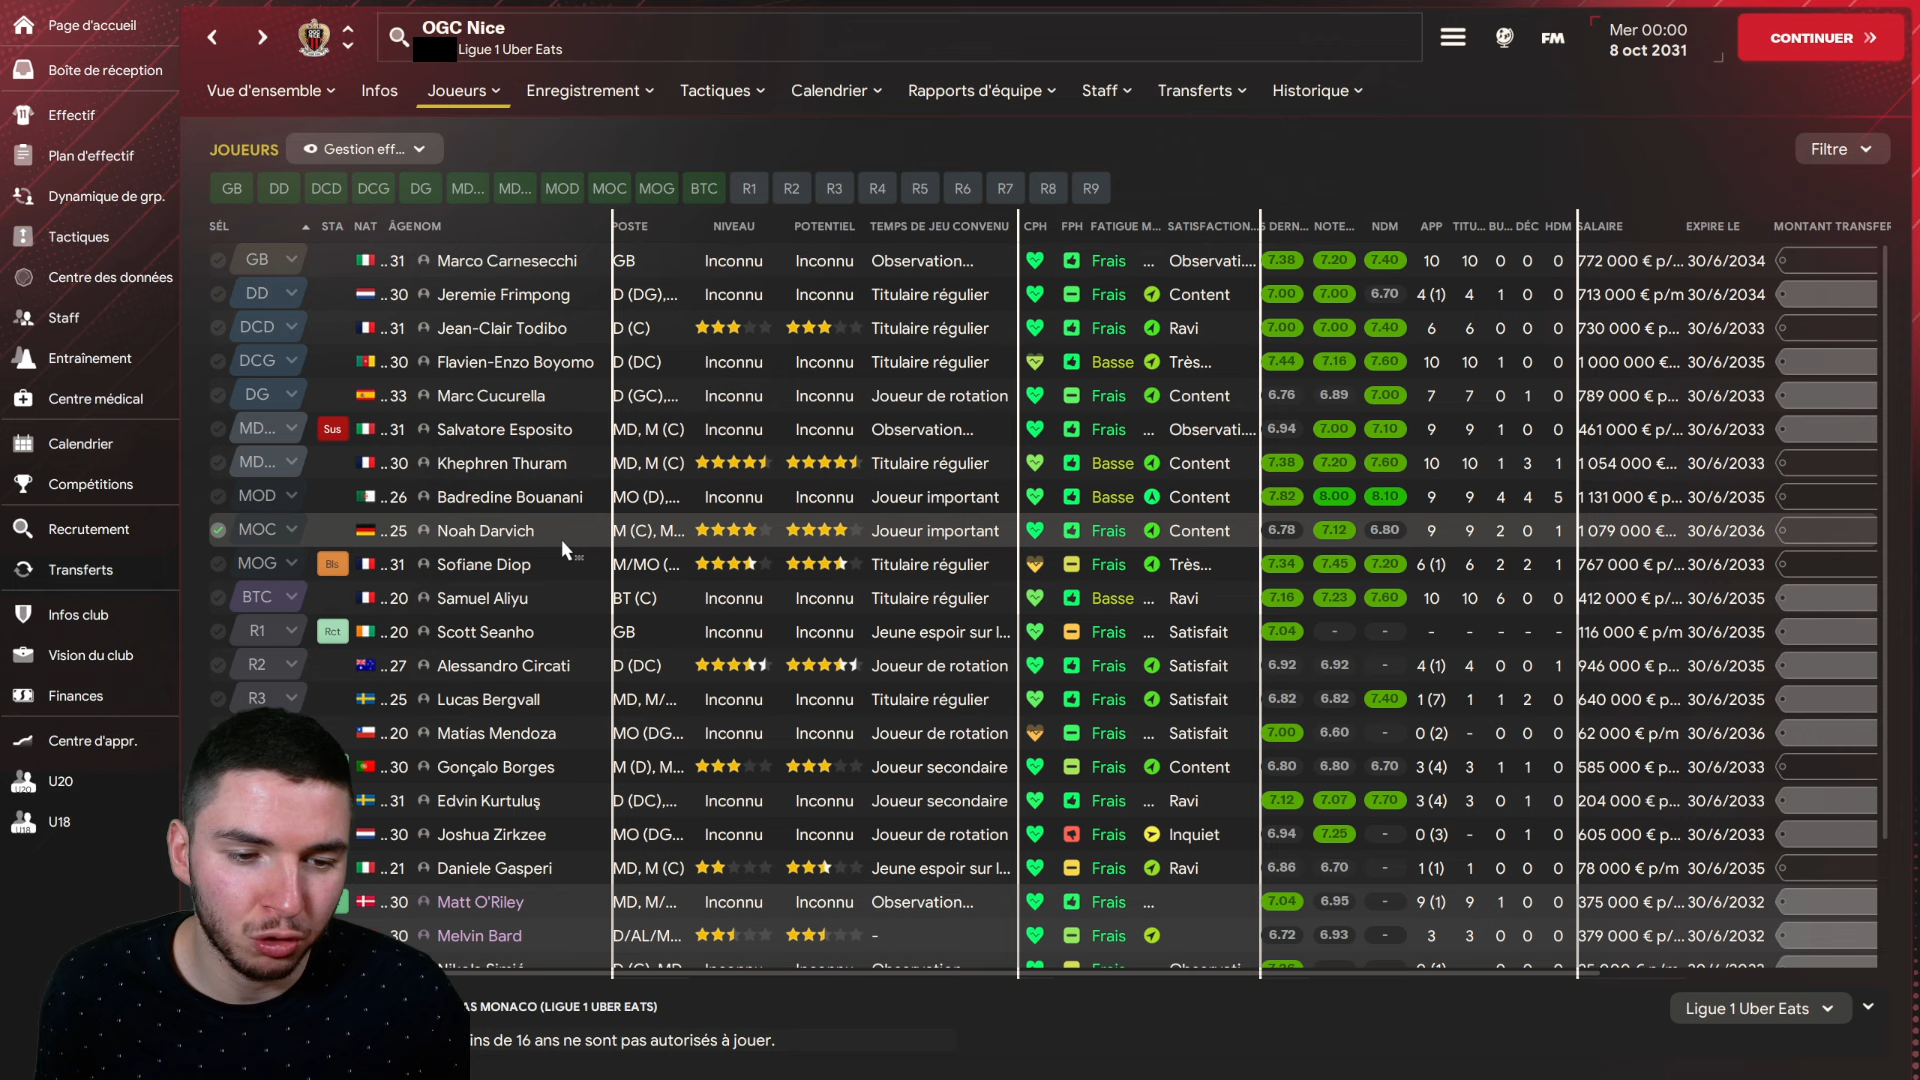 Page d'accueil
Boîte de réception
Effectif
Plan d'effectif
Dynamique de grp.
Tactiques
Centre des données
Staff
Entraînement
Centre médical
Calendrier
Compétitions
Recrutement
Transferts
Infos club
Vision du club
Finances
Centre d'appr.
U20
U18
OGC Nice
Ligue 1 Uber Eats
FM
Mer 00:00
8 oct 2031
CONTINUER
Vue d'ensemble Infos Joueurs Enregistrement Tactiques Calendrier Rapports d'équipe Staff Transferts Historique
JOUEURS Gestion eff... Filtre
GB DD DCD DCG DG MD... MD... MOD MOC MOG BTC R1 R2 R3 R4 R5 R6 R7 R8 R9
SÉL STA NAT ÂGE NOM POSTE NIVEAU POTENTIEL TEMPS DE JEU CONVENU CPH FPH FATIGUE M... SATISFACTION... 5 DERN... NOTE... NDM APP TITU... BU... DÉC HDM SALAIRE EXPIRE LE MONTANT TRANSFER
GB ..31 Marco Carnesecchi GB Inconnu Inconnu Observation... Frais ... Observati.... 7.38 7.20 7.40 10 10 0 0 0 772 000 € p/... 30/6/2034
DD ..30 Jeremie Frimpong D (DG),... Inconnu Inconnu Titulaire régulier Frais Content 7.00 7.00 6.70 4 (1) 4 1 0 0 713 000 € p/m 30/6/2034
DCD ..31 Jean-Clair Todibo D (C) Titulaire régulier Frais Ravi 7.00 7.00 7.40 6 6 0 0 0 730 000 € p... 30/6/2033
DCG ..30 Flavien-Enzo Boyomo D (DC) Inconnu Inconnu Titulaire régulier Basse Très... 7.44 7.16 7.60 10 10 1 0 0 1 000 000 €... 30/6/2035
DG ..33 Marc Cucurella D (GC),... Inconnu Inconnu Joueur de rotation Frais Content 6.76 6.89 7.00 7 7 0 1 0 789 000 € p... 30/6/2033
MD... Sus ..31 Salvatore Esposito MD, M (C) Inconnu Inconnu Observation... Frais ... Observati.... 6.94 7.00 7.10 9 9 1 0 0 461 000 € p/... 30/6/2033
MD... ..30 Khephren Thuram MD, M (C) Titulaire régulier Basse Content 7.38 7.20 7.60 10 10 1 3 1 1 054 000 €... 30/6/2033
MOD ..26 Badredine Bouanani MO (D),... Inconnu Inconnu Joueur important Basse Content 7.82 8.00 8.10 9 9 4 4 5 1 131 000 € p... 30/6/2035
MOC ..25 Noah Darvich M (C), M... Joueur important Frais Content 6.78 7.12 6.80 9 9 2 0 1 1 079 000 €... 30/6/2036
MOG Bls ..31 Sofiane Diop M/MO (... Titulaire régulier Frais Très... 7.34 7.45 7.20 6 (1) 6 2 2 1 767 000 € p/... 30/6/2033
BTC ..20 Samuel Aliyu BT (C) Inconnu Inconnu Titulaire régulier Basse ... Ravi 7.16 7.23 7.60 10 10 6 0 0 412 000 € p/... 30/6/2035
R1 Rct ..20 Scott Seanho GB Inconnu Inconnu Jeune espoir sur l... Frais ... Satisfait 7.04 - - - - - - - 116 000 € p/m 30/6/2035
R2 ..27 Alessandro Circati D (DC) Joueur de rotation Frais Satisfait 6.92 6.92 - 4 (1) 4 0 0 1 946 000 € p... 30/6/2035
R3 ..25 Lucas Bergvall MD, M/... Inconnu Inconnu Titulaire régulier Frais Satisfait 6.82 6.82 7.40 1 (7) 1 1 2 0 640 000 € p... 30/6/2035
..20 Matías Mendoza MO (DG... Inconnu Inconnu Joueur de rotation Frais ... Satisfait 7.00 6.60 - 0 (2) - 0 0 0 62 000 € p/m 30/6/2036
..30 Gonçalo Borges M (D), M... Joueur secondaire Frais Content 6.80 6.80 6.70 3 (4) 3 1 1 0 585 000 € p... 30/6/2033
..31 Edvin Kurtuluş D (DC),... Inconnu Inconnu Joueur secondaire Frais ... Ravi 7.12 7.07 7.70 3 (4) 3 0 1 0 204 000 € p/... 30/6/2033
..30 Joshua Zirkzee MO (DG... Inconnu Inconnu Joueur de rotation Frais Inquiet 6.94 7.25 - 0 (3) - 0 1 0 605 000 € p... 30/6/2033
..21 Daniele Gasperi MD, M (C) Jeune espoir sur l... Frais Ravi 6.86 6.70 - 1 (1) 1 0 0 0 78 000 € p/m 30/6/2035
..30 Matt O'Riley MD, M/... Inconnu Inconnu Observation... Frais ... 7.04 6.95 - 9 (1) 9 1 0 0 375 000 € p/... 30/6/2032
30 Melvin Bard D/AL/M... - Frais 6.72 6.93 - 3 3 0 0 0 379 000 € p/... 30/6/2032
AS MONACO (LIGUE 1 UBER EATS)
ins de 16 ans ne sont pas autorisés à jouer.
Ligue 1 Uber Eats